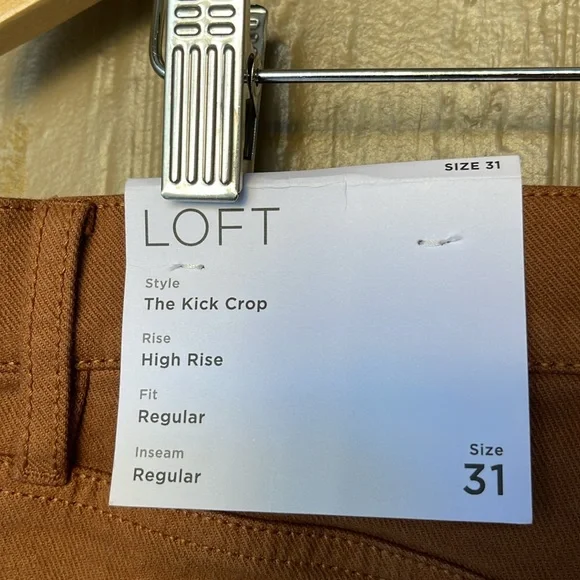 SIZE 31
LOFT
Style
The Kick Crop
Rise
High Rise
Fit
Regular
Inseam
Regular
Size
31